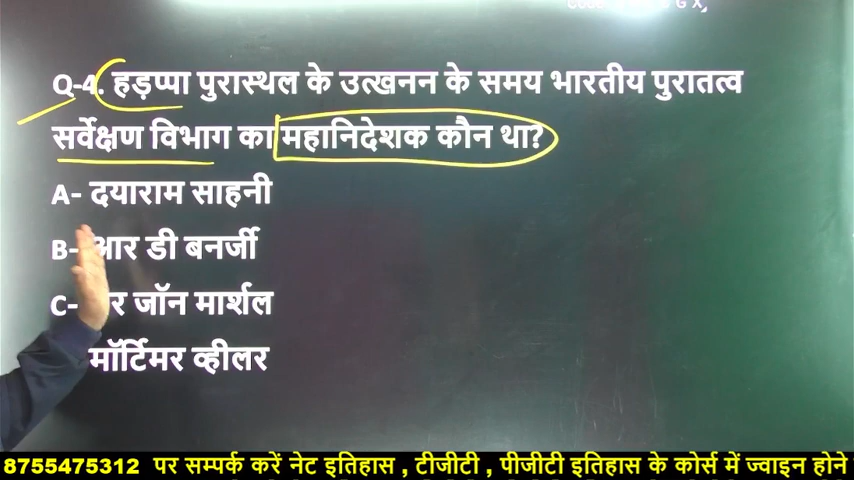 Q-4. हड़प्पा पुरास्थल के उत्खनन के समय भारतीय पुरातत्व
सर्वेक्षण विभाग का महानिदेशक कौन था?
A- दयाराम साहनी
B- आर डी बनर्जी
C- र जॉन मार्शल
मॉर्टिमर व्हीलर
8755475312 पर सम्पर्क करें नेट इतिहास , टीजीटी , पीजीटी इतिहास के कोर्स में ज्वाइन होने